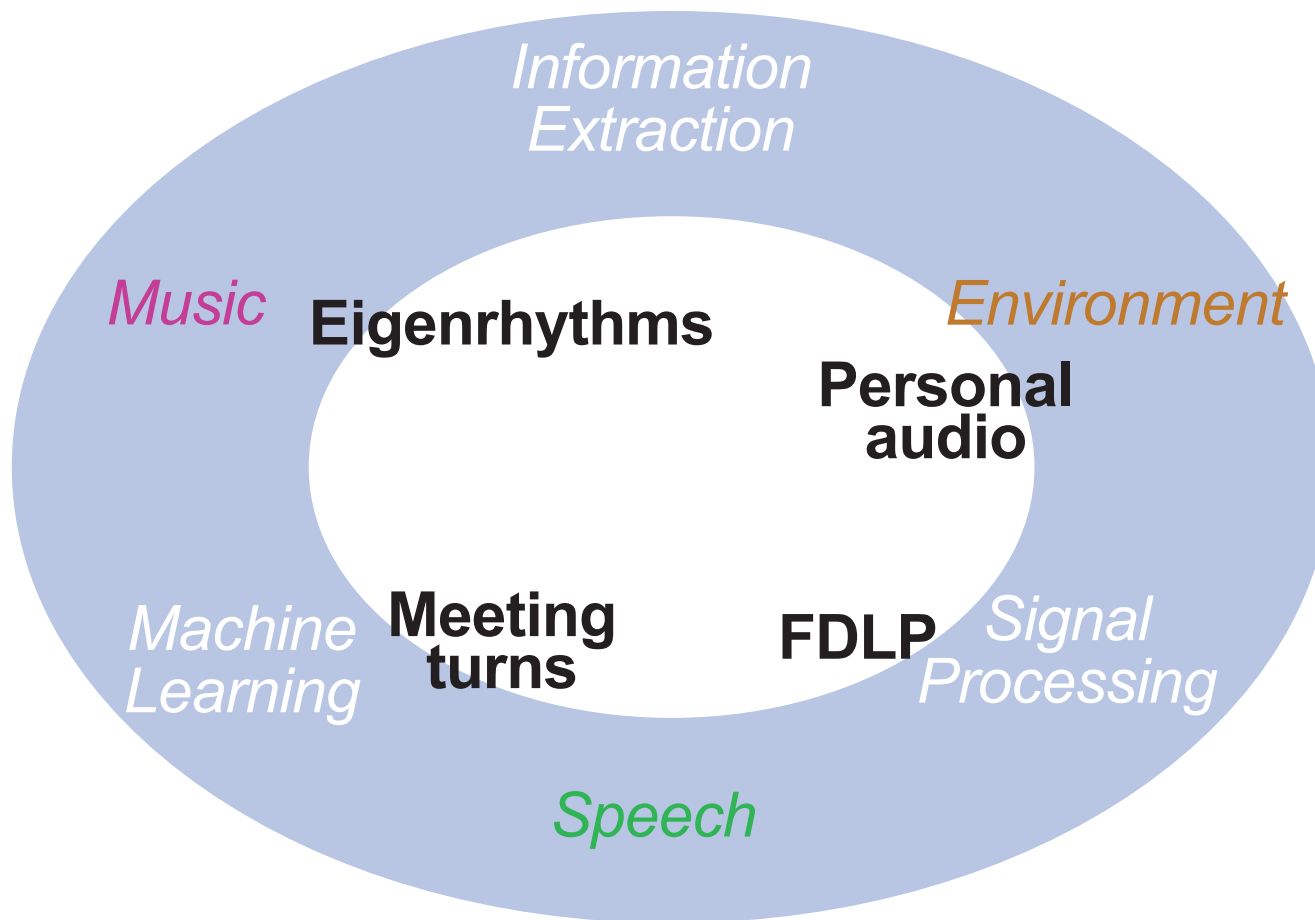 Information
Extraction
Music
Eigenrhythms
Environment
Personal
audio
Machine
Learning
Meeting
turns
FDLP
Signal
Processing
Speech